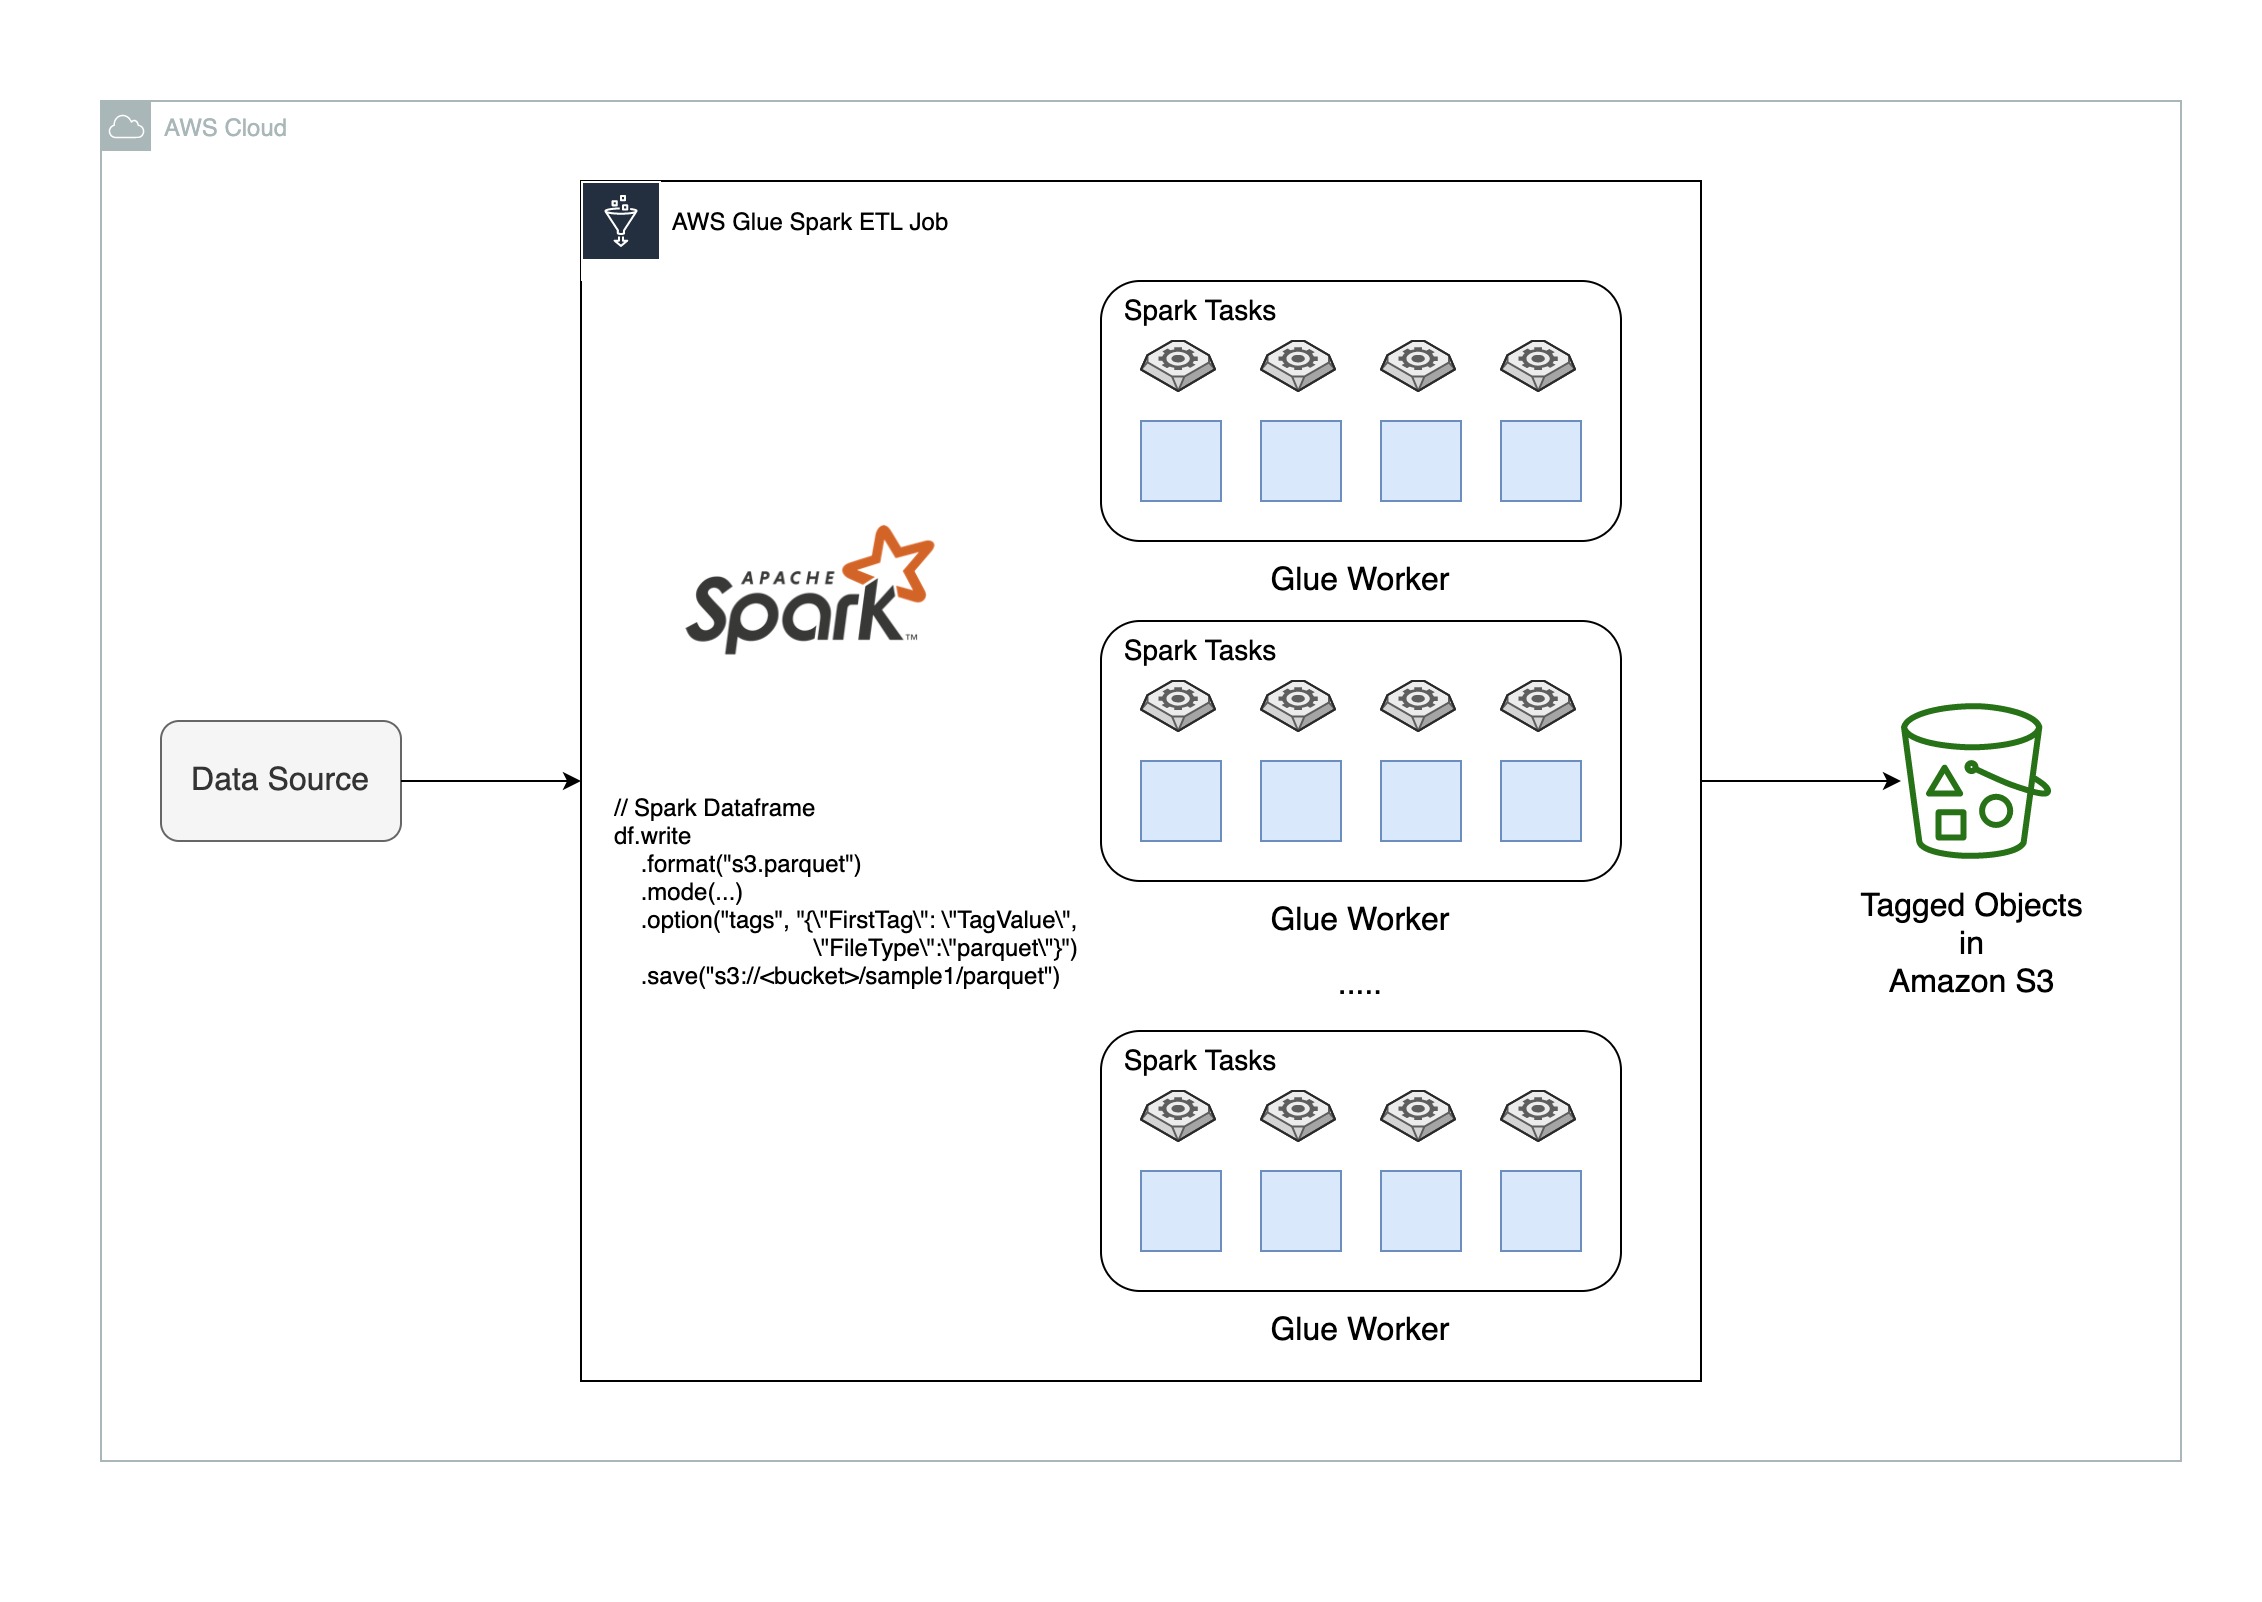 AWS Cloud
AWS Glue Spark ETL Job
Spark Tasks
Glue Worker
APACHE
Spark™
Spark Tasks
Glue Worker
Data Source
// Spark Dataframe
df.write
.format("s3.parquet")
.mode(...)
.option("tags", "{\"FirstTag\": \"TagValue\",
\"FileType\":\"parquet\"}")
.save("s3://<bucket>/sample1/parquet")
.....
Spark Tasks
Glue Worker
Tagged Objects
in
Amazon S3